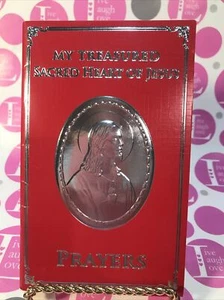 MY TREASURED
SACRED HEART OF JESUS
PRAYERS